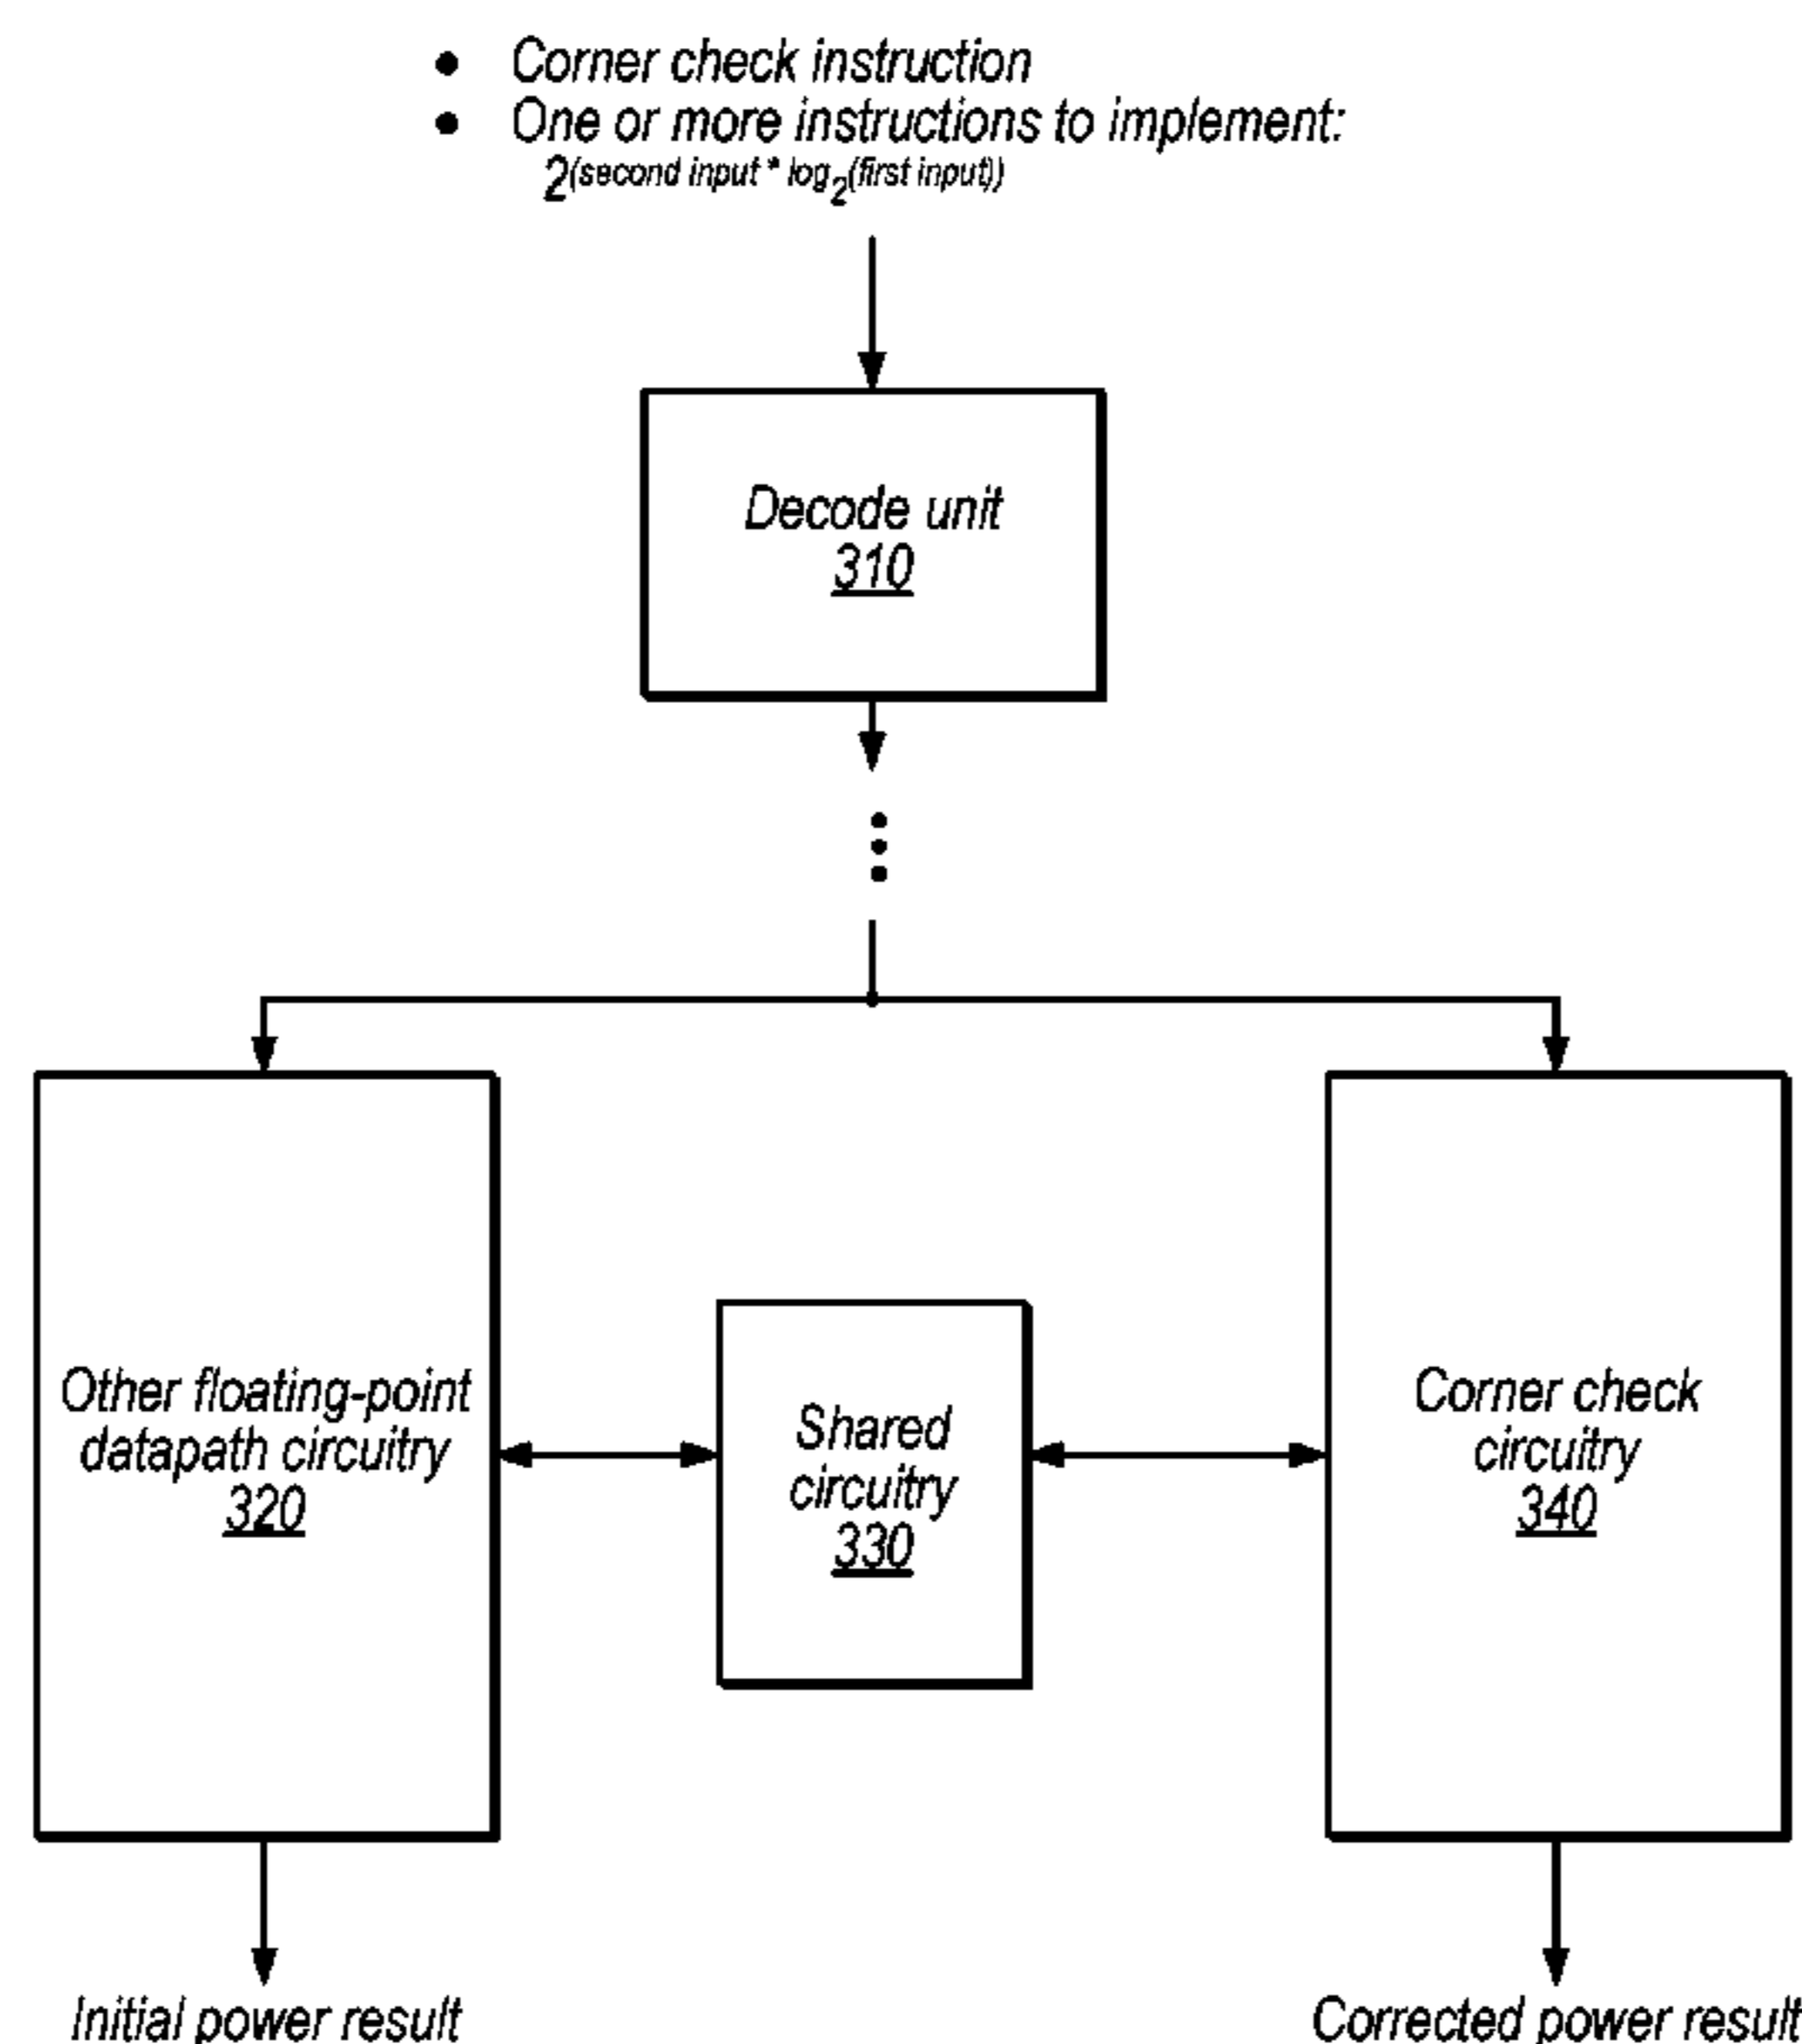 • Corner check instruction
• One or more instructions to implement:
2(second input * log2(first input))
Decode unit
310
Other floating-point
datapath circuitry
320
Shared
circuitry
330
Corner check
circuitry
340
Initial power result
Corrected power result